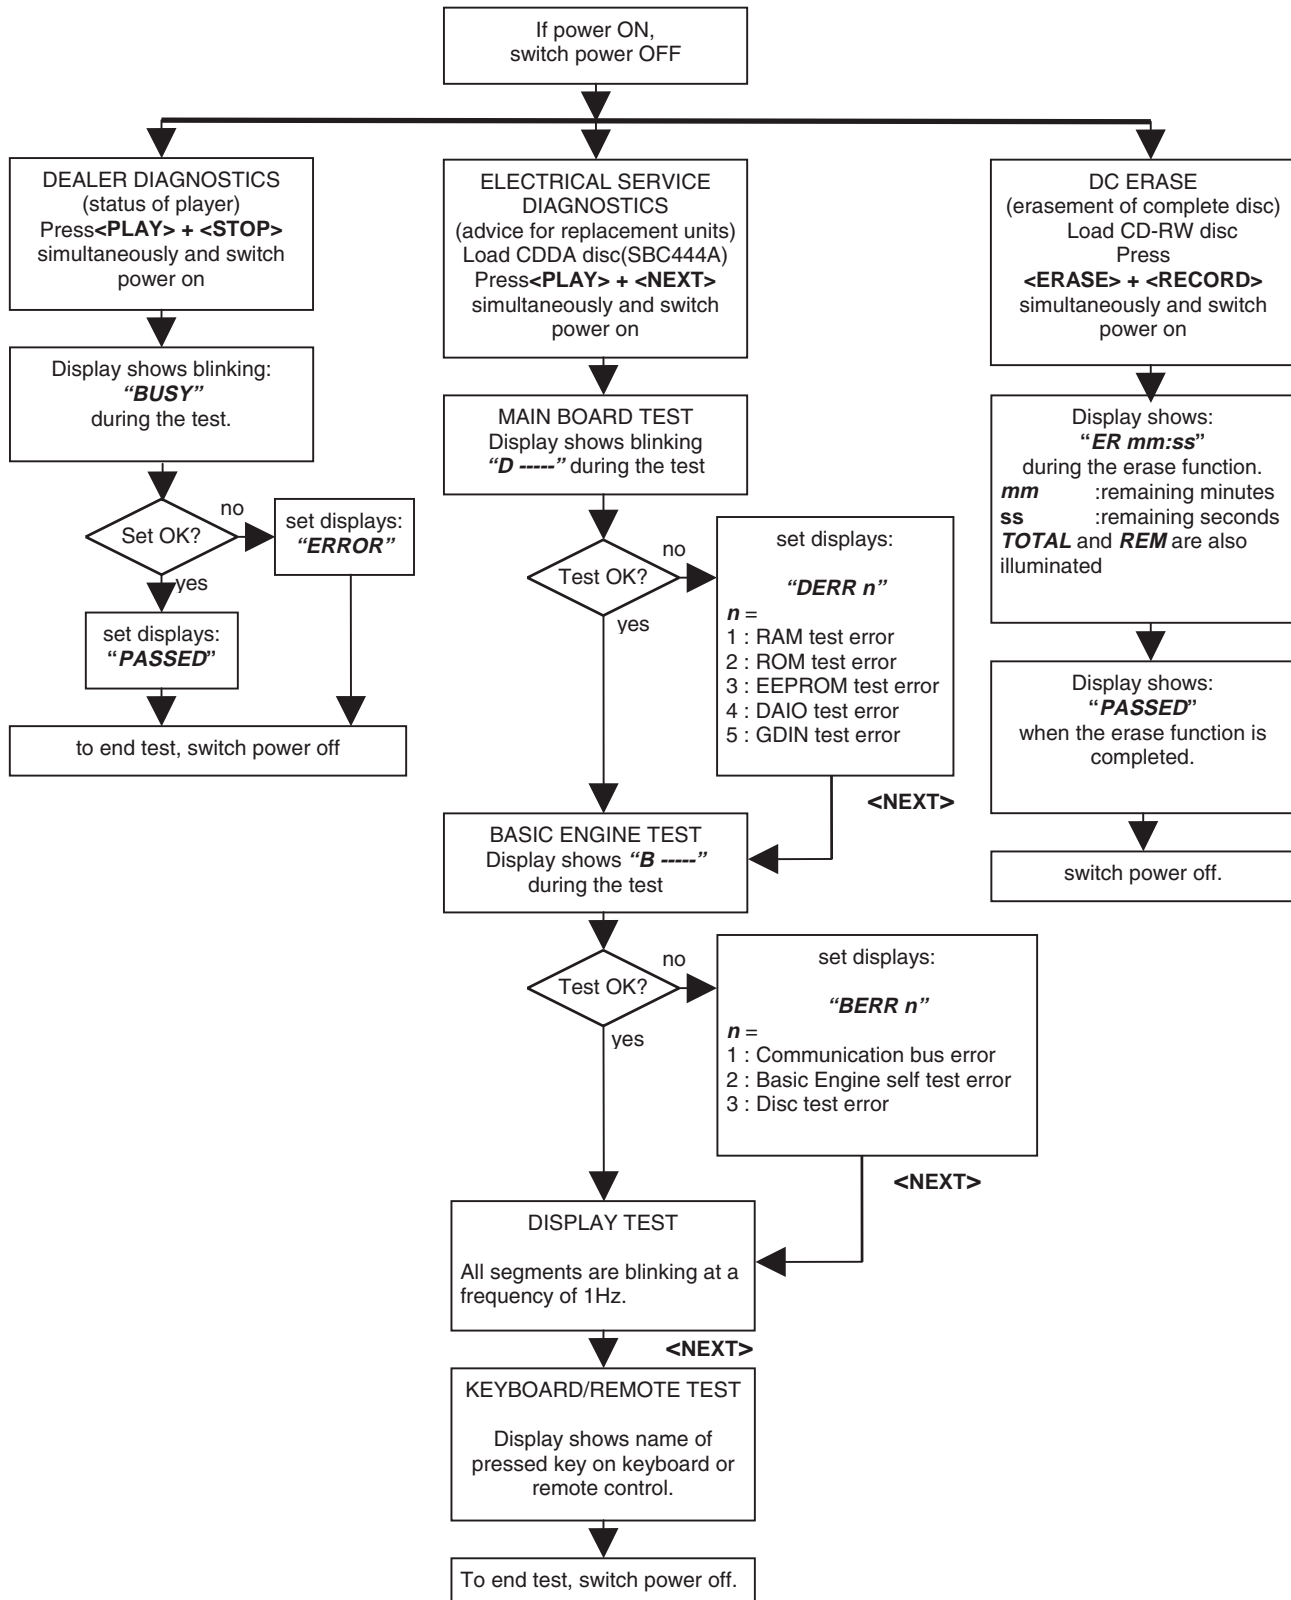 If power ON,
switch power OFF
DEALER DIAGNOSTICS
(status of player)
Press<PLAY> + <STOP>
simultaneously and switch
power on
Display shows blinking:
“BUSY”
during the test.
Set OK?
no
yes
set displays:
“ERROR”
set displays:
“PASSED”
to end test, switch power off
ELECTRICAL SERVICE
DIAGNOSTICS
(advice for replacement units)
Load CDDA disc(SBC444A)
Press<PLAY> + <NEXT>
simultaneously and switch
power on
MAIN BOARD TEST
Display shows blinking
“D -----” during the test
Test OK?
no
yes
set displays:
“DERR n”
n =
1 : RAM test error
2 : ROM test error
3 : EEPROM test error
4 : DAIO test error
5 : GDIN test error
<NEXT>
BASIC ENGINE TEST
Display shows “B -----”
during the test
Test OK?
no
yes
set displays:
“BERR n”
n =
1 : Communication bus error
2 : Basic Engine self test error
3 : Disc test error
<NEXT>
DISPLAY TEST
All segments are blinking at a
frequency of 1Hz.
<NEXT>
KEYBOARD/REMOTE TEST
Display shows name of
pressed key on keyboard or
remote control.
To end test, switch power off.
DC ERASE
(erasement of complete disc)
Load CD-RW disc
Press
<ERASE> + <RECORD>
simultaneously and switch
power on
Display shows:
“ER mm:ss”
during the erase function.
mm :remaining minutes
ss :remaining seconds
TOTAL and REM are also
illuminated
Display shows:
“PASSED”
when the erase function is
completed.
switch power off.